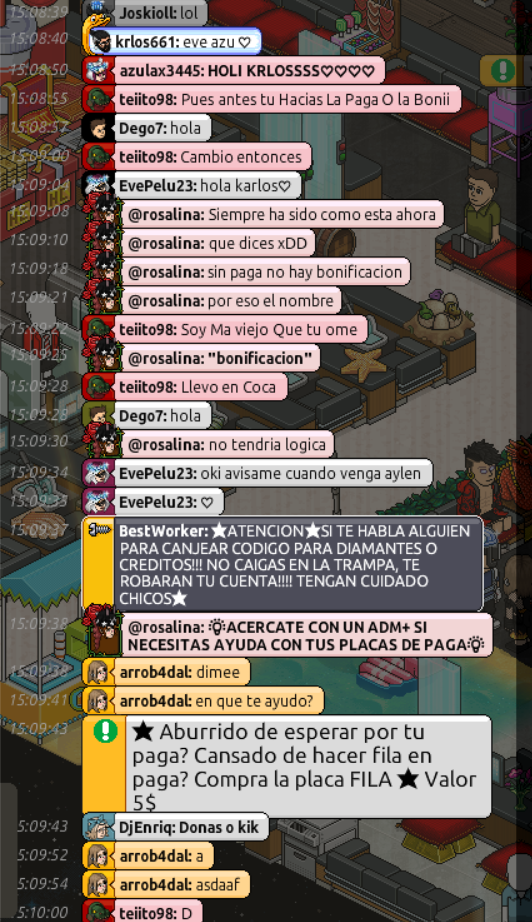 15:08:39 Joskioll: lol
15:08:40 krlos661: eve azu ♡
15:08:50 azulax3445: HOLI KRLOSSSS♡♡♡♡
15:08:55 teiito98: Pues antes tu Hacias La Paga O la Bonii
15:08:57 Dego7: hola
15:09:00 teiito98: Cambio entonces
15:09:04 EvePelu23: hola karlos♡
15:09:08 @rosalina: Siempre ha sido como esta ahora
15:09:10 @rosalina: que dices xDD
15:09:18 @rosalina: sin paga no hay bonificacion
15:09:21 @rosalina: por eso el nombre
15:09:22 teiito98: Soy Ma viejo Que tu ome
15:09:25 @rosalina: "bonificacion"
15:09:28 teiito98: Llevo en Coca
15:09:28 Dego7: hola
15:09:30 @rosalina: no tendria logica
15:09:34 EvePelu23: oki avisame cuando venga aylen
15:09:35 EvePelu23: ♡
15:09:37 BestWorker: ★ATENCION★SI TE HABLA ALGUIEN
PARA CANJEAR CODIGO PARA DIAMANTES O
CREDITOS!!! NO CAIGAS EN LA TRAMPA, TE
ROBARAN TU CUENTA!!!! TENGAN CUIDADO
CHICOS★
15:09:38 @rosalina: 💡ACERCATE CON UN ADM+ SI
NECESITAS AYUDA CON TUS PLACAS DE PAGA💡
15:09:38 arrob4dal: dimee
15:09:41 arrob4dal: en que te ayudo?
15:09:43 ★ Aburrido de esperar por tu
paga? Cansado de hacer fila en
paga? Compra la placa FILA ★ Valor
5$
5:09:43 DjEnriq: Donas o kik
5:09:52 arrob4dal: a
5:09:54 arrob4dal: asdaaf
5:10:00 teiito98: D